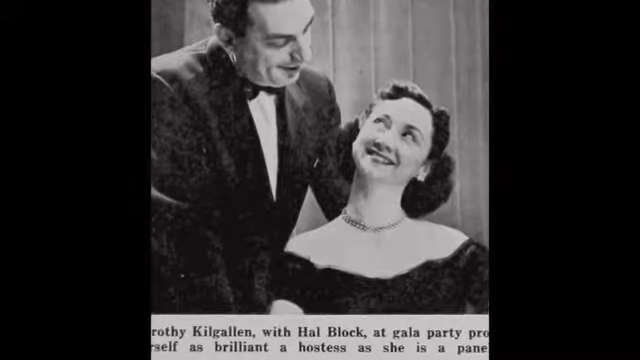 rothy Kilgallen, with Hal Block, at gala party pro
rself as brilliant a hostess as she is a pane